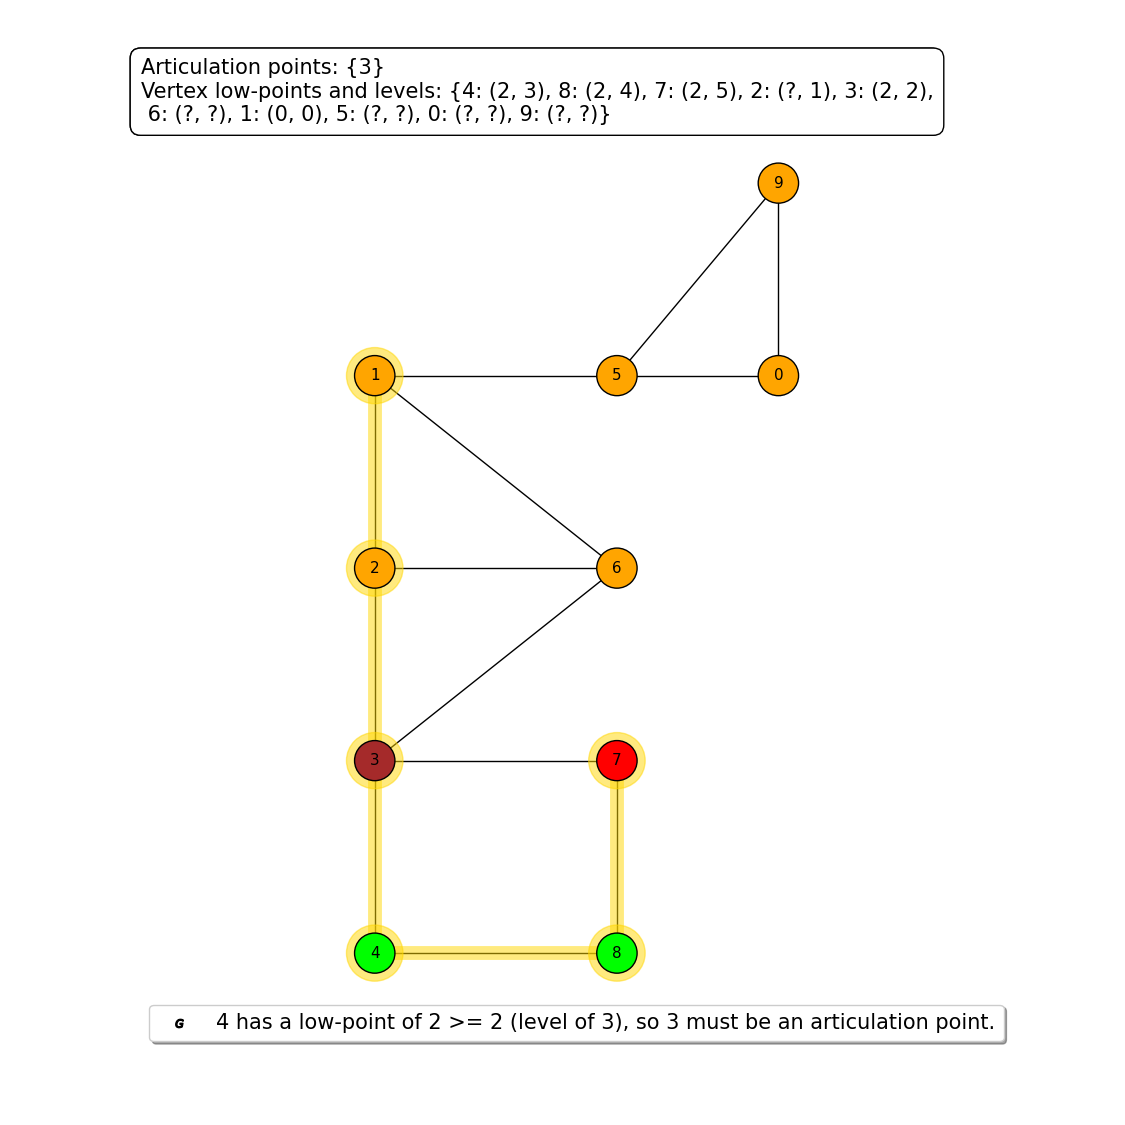 Articulation points: {3}
Vertex low-points and levels: {4: (2, 3), 8: (2, 4), 7: (2, 5), 2: (?, 1), 3: (2, 2),
6: (?, ?), 1: (0, 0), 5: (?, ?), 0: (?, ?), 9: (?, ?)}
9
1
5
0
2
6
3
7
4
8
G 4 has a low-point of 2 >= 2 (level of 3), so 3 must be an articulation point.